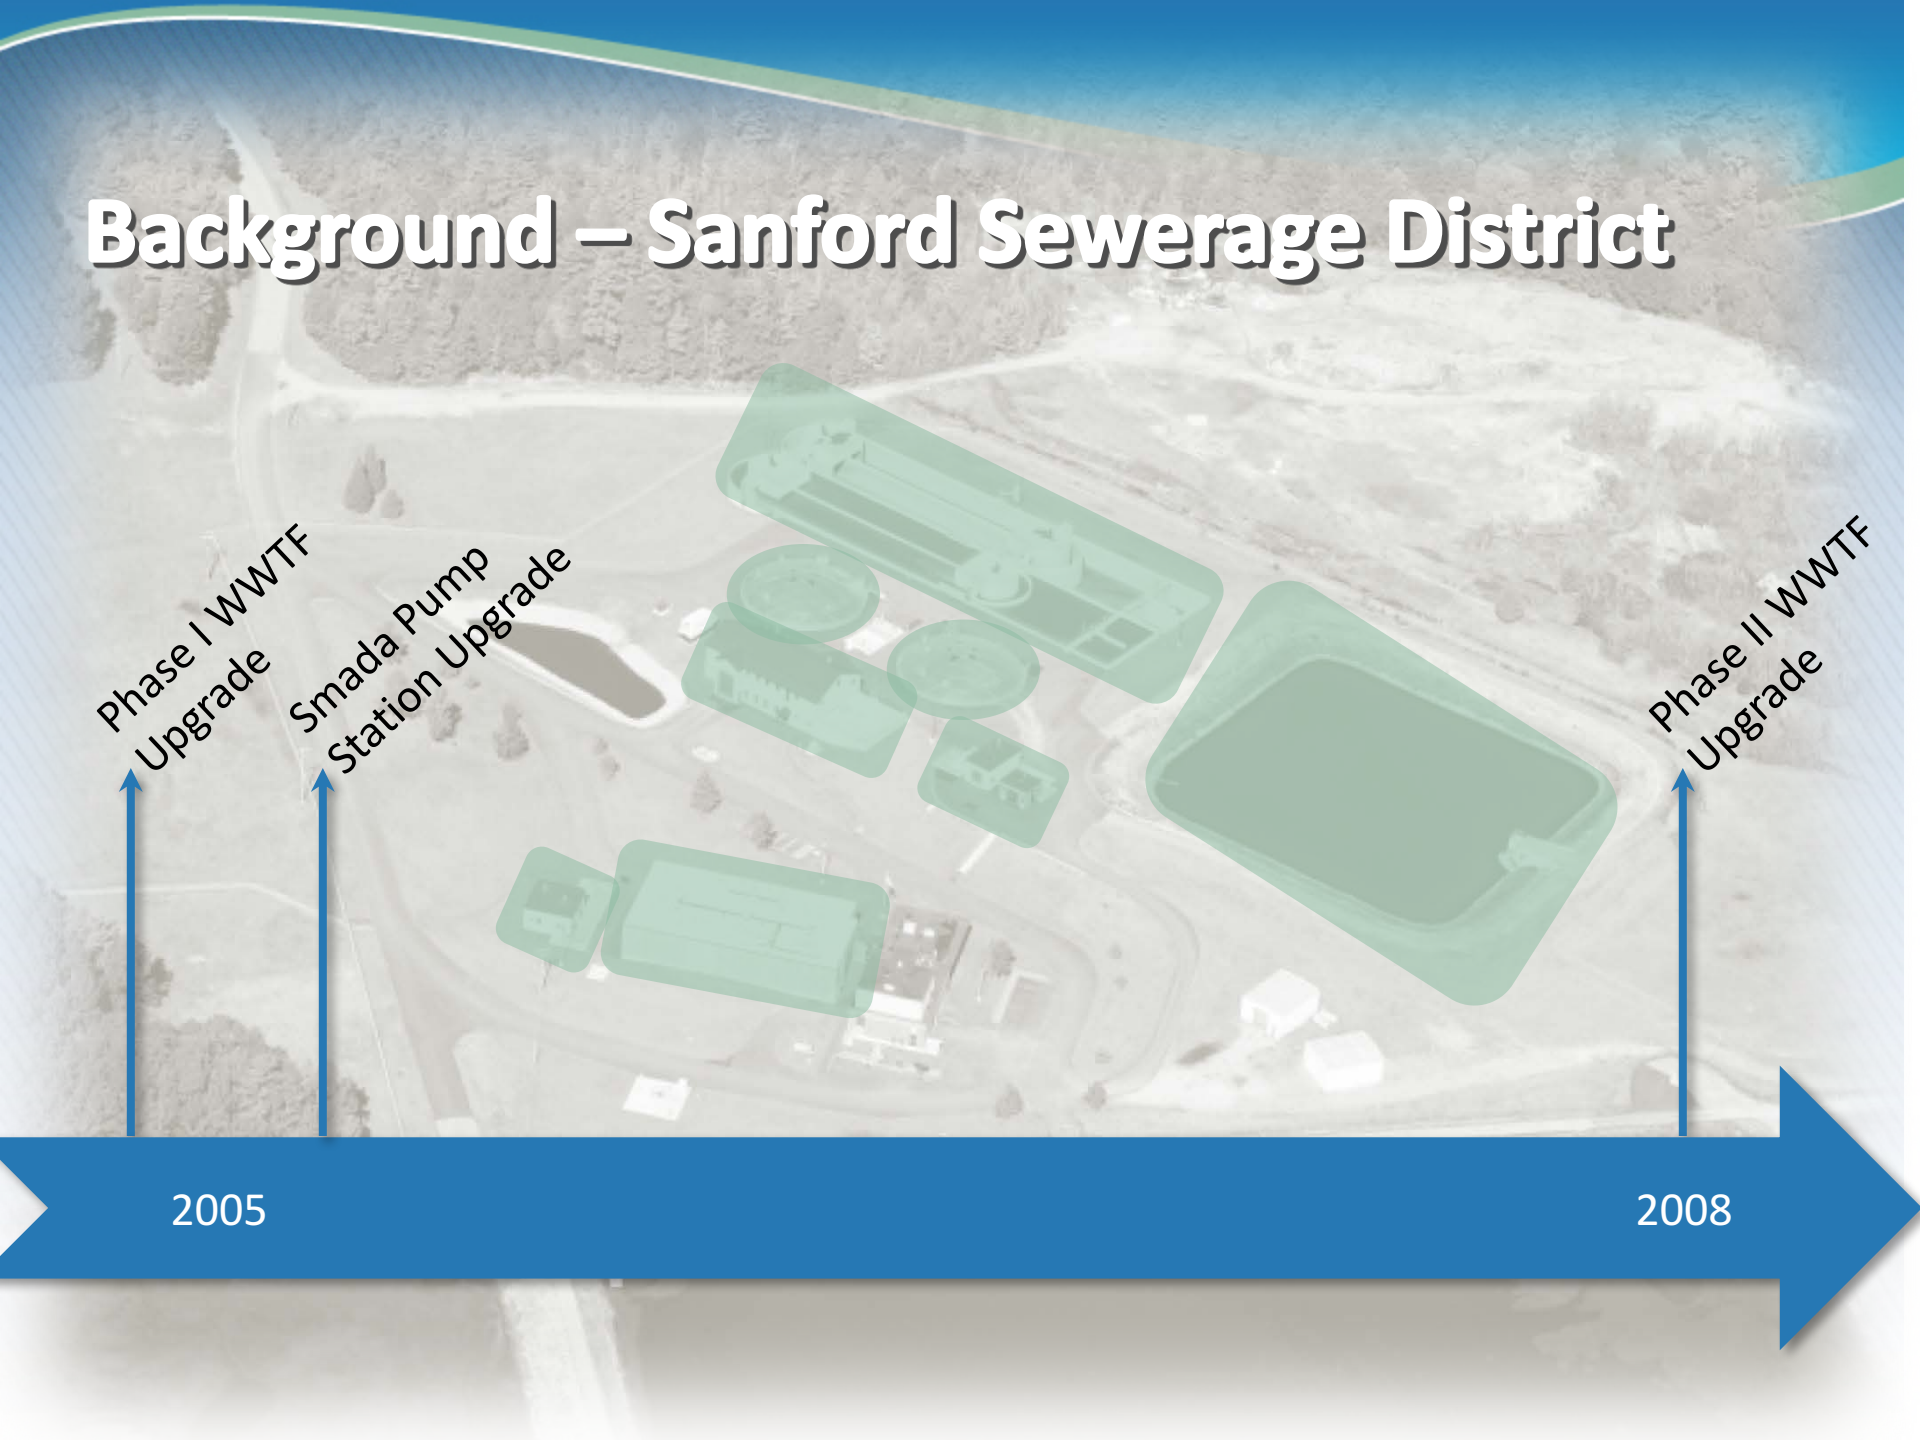 Background – Sanford Sewerage District
Phase I WWTF
Upgrade
Smada Pump
Station Upgrade
Phase II WWTF
Upgrade
2005
2008